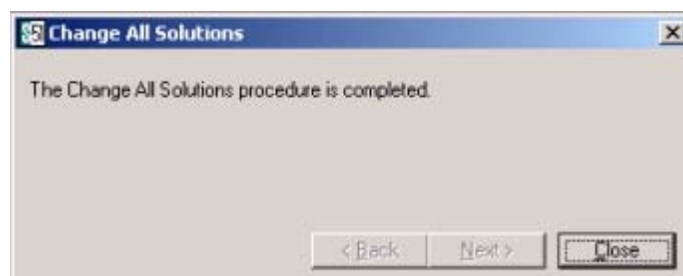 Change All Solutions
The Change All Solutions procedure is completed.
< Back Next > Close